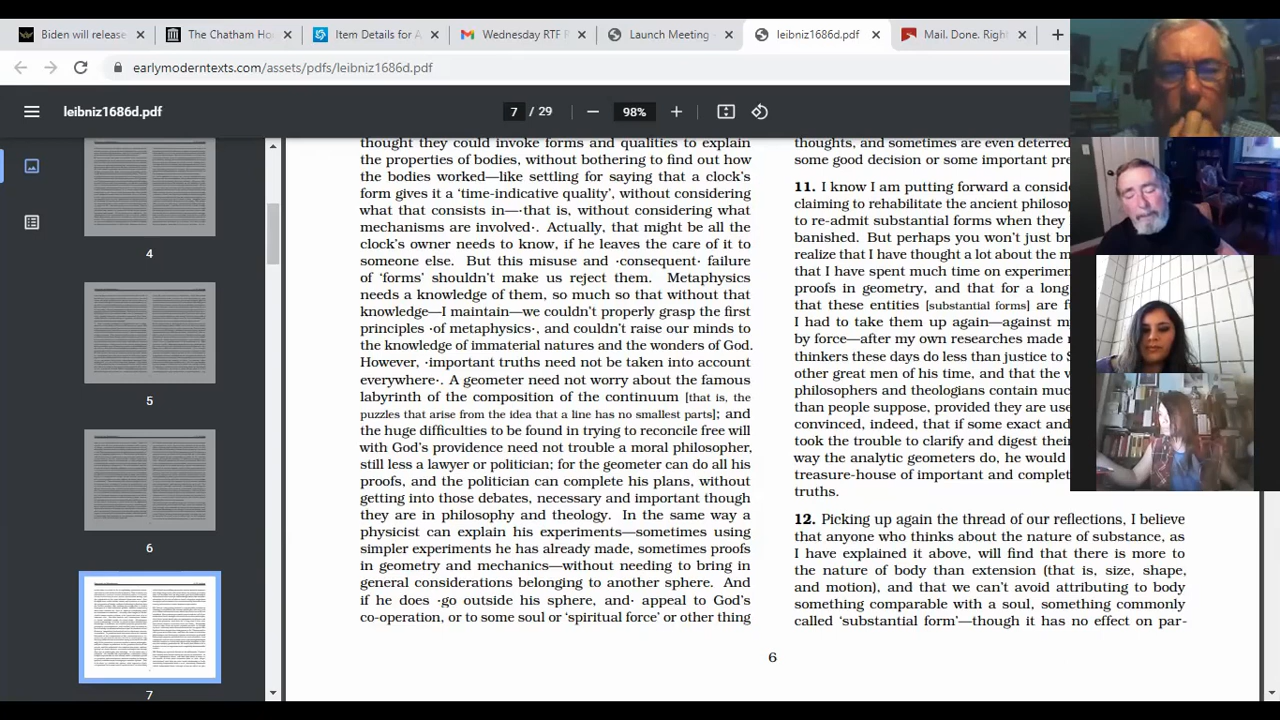 Biden will release
The Chatham Ho
Item Details for A
Wednesday RTF F
Launch Meeting -
leibniz1686d.pdf
Mail. Done. Righ
earlymoderntexts.com/assets/pdfs/leibniz1686d.pdf
leibniz1686d.pdf
7 / 29
98%
4
5
6
7
thought they could invoke forms and qualities to explain
the properties of bodies, without bothering to find out how
the bodies worked—like settling for saying that a clock's
form gives it a 'time-indicative quality', without considering
what that consists in—·that is, without considering what
mechanisms are involved·. Actually, that might be all the
clock's owner needs to know, if he leaves the care of it to
someone else. But this misuse and ·consequent· failure
of 'forms' shouldn't make us reject them. Metaphysics
needs a knowledge of them, so much so that without that
knowledge—I maintain—we couldn't properly grasp the first
principles ·of metaphysics·, and couldn't raise our minds to
the knowledge of immaterial natures and the wonders of God.
However, ·important truths need not be taken into account
everywhere·. A geometer need not worry about the famous
labyrinth of the composition of the continuum [that is, the
puzzles that arise from the idea that a line has no smallest parts]; and
the huge difficulties to be found in trying to reconcile free will
with God's providence need not trouble a moral philosopher,
still less a lawyer or politician; for the geometer can do all his
proofs, and the politician can complete his plans, without
getting into those debates, necessary and important though
they are in philosophy and theology. In the same way a
physicist can explain his experiments—sometimes using
simpler experiments he has already made, sometimes proofs
in geometry and mechanics—without needing to bring in
general considerations belonging to another sphere. And
if he does ·go outside his sphere, and· appeal to God's
co-operation, or to some soul or 'spiritual force' or other thing
thoughts, and sometimes are even deterred
some good decision or some important pre
11. I know I am putting forward a conside
claiming to rehabilitate the ancient philosop
to re-admit substantial forms when they
banished. But perhaps you won't just br
realize that I have thought a lot about the m
that I have spent much time on experimen
proofs in geometry, and that for a long
that these entities [substantial forms] are f
I had to take them up again—against m
by force—after my own researches made
thinkers these days do less than justice to S
other great men of his time, and that the w
philosophers and theologians contain muc
than people suppose, provided they are use
convinced, indeed, that if some exact and
took the trouble to clarify and digest thei
way the analytic geometers do, he would
treasure-house of important and complet
truths.
12. Picking up again the thread of our reflections, I believe
that anyone who thinks about the nature of substance, as
I have explained it above, will find that there is more to
the nature of body than extension (that is, size, shape,
and motion), and that we can't avoid attributing to body
something comparable with a soul, something commonly
called 'substantial form'—though it has no effect on par-
6